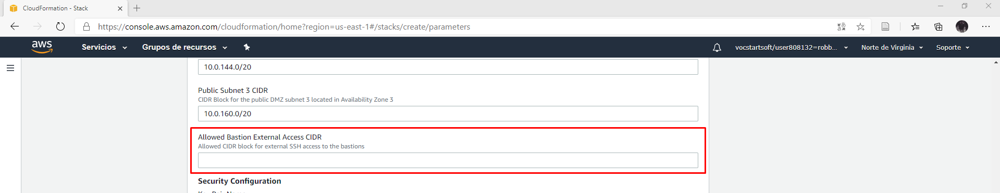 CloudFormation - Stack
https://console.aws.amazon.com/cloudformation/home?region=us-east-1#/stacks/create/parameters
aws Servicios Grupos de recursos vocstartsoft/user808132=robb... Norte de Virginia Soporte
10.0.144.0/20
Public Subnet 3 CIDR
CIDR Block for the public DMZ subnet 3 located in Availability Zone 3
10.0.160.0/20
Allowed Bastion External Access CIDR
Allowed CIDR block for external SSH access to the bastions
Security Configuration